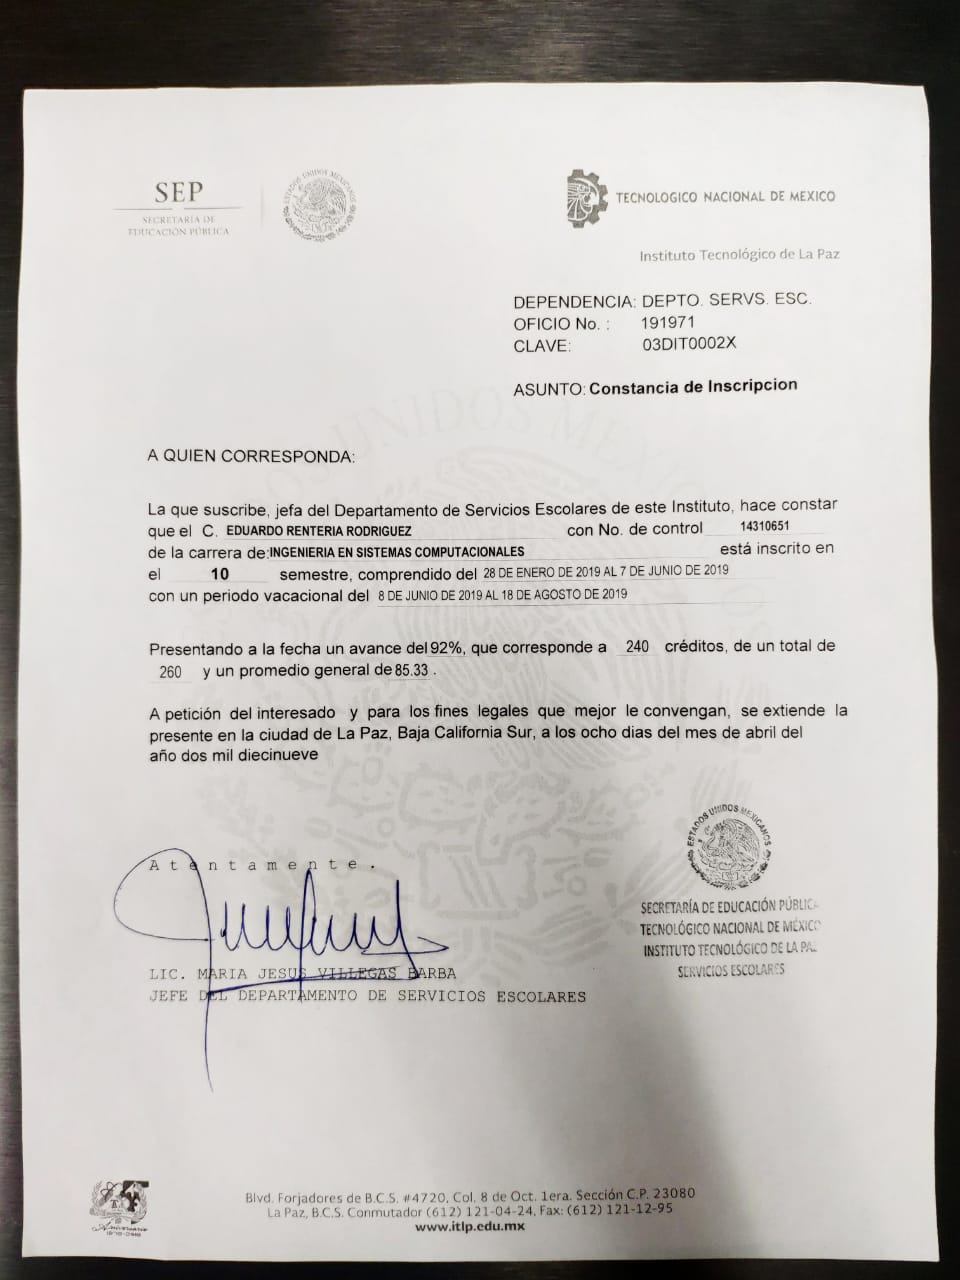 SEP
SECRETARÍA DE
EDUCACIÓN PÚBLICA
ESTADOS UNIDOS MEXICANOS
TECNOLOGICO NACIONAL DE MEXICO
Instituto Tecnológico de La Paz
DEPENDENCIA: DEPTO. SERVS. ESC.
OFICIO No. : 191971
CLAVE: 03DIT0002X
ASUNTO: Constancia de Inscripcion
A QUIEN CORRESPONDA:
La que suscribe, jefa del Departamento de Servicios Escolares de este Instituto, hace constar
que el C. EDUARDO RENTERIA RODRIGUEZ con No. de control 14310651
de la carrera de: INGENIERIA EN SISTEMAS COMPUTACIONALES está inscrito en
el 10 semestre, comprendido del 28 DE ENERO DE 2019 AL 7 DE JUNIO DE 2019
con un periodo vacacional del 8 DE JUNIO DE 2019 AL 18 DE AGOSTO DE 2019
Presentando a la fecha un avance del 92%, que corresponde a 240 créditos, de un total de
260 y un promedio general de 85.33 .
A petición del interesado y para los fines legales que mejor le convengan, se extiende la
presente en la ciudad de La Paz, Baja California Sur, a los ocho dias del mes de abril del
año dos mil diecinueve
Atentamente.
LIC. MARIA JESUS VILLEGAS BARBA
JEFE DEL DEPARTAMENTO DE SERVICIOS ESCOLARES
ESTADOS UNIDOS MEXICANOS
SECRETARÍA DE EDUCACIÓN PÚBLICA
TECNOLÓGICO NACIONAL DE MÉXICO
INSTITUTO TECNOLÓGICO DE LA PA
SERVICIOS ESCOLARES
Aniversario
Blvd. Forjadores de B.C.S. #4720, Col. 8 de Oct. 1era. Sección C.P. 23080
La Paz, B.C.S. Conmutador (612) 121-04-24, Fax: (612) 121-12-95
www.itlp.edu.mx